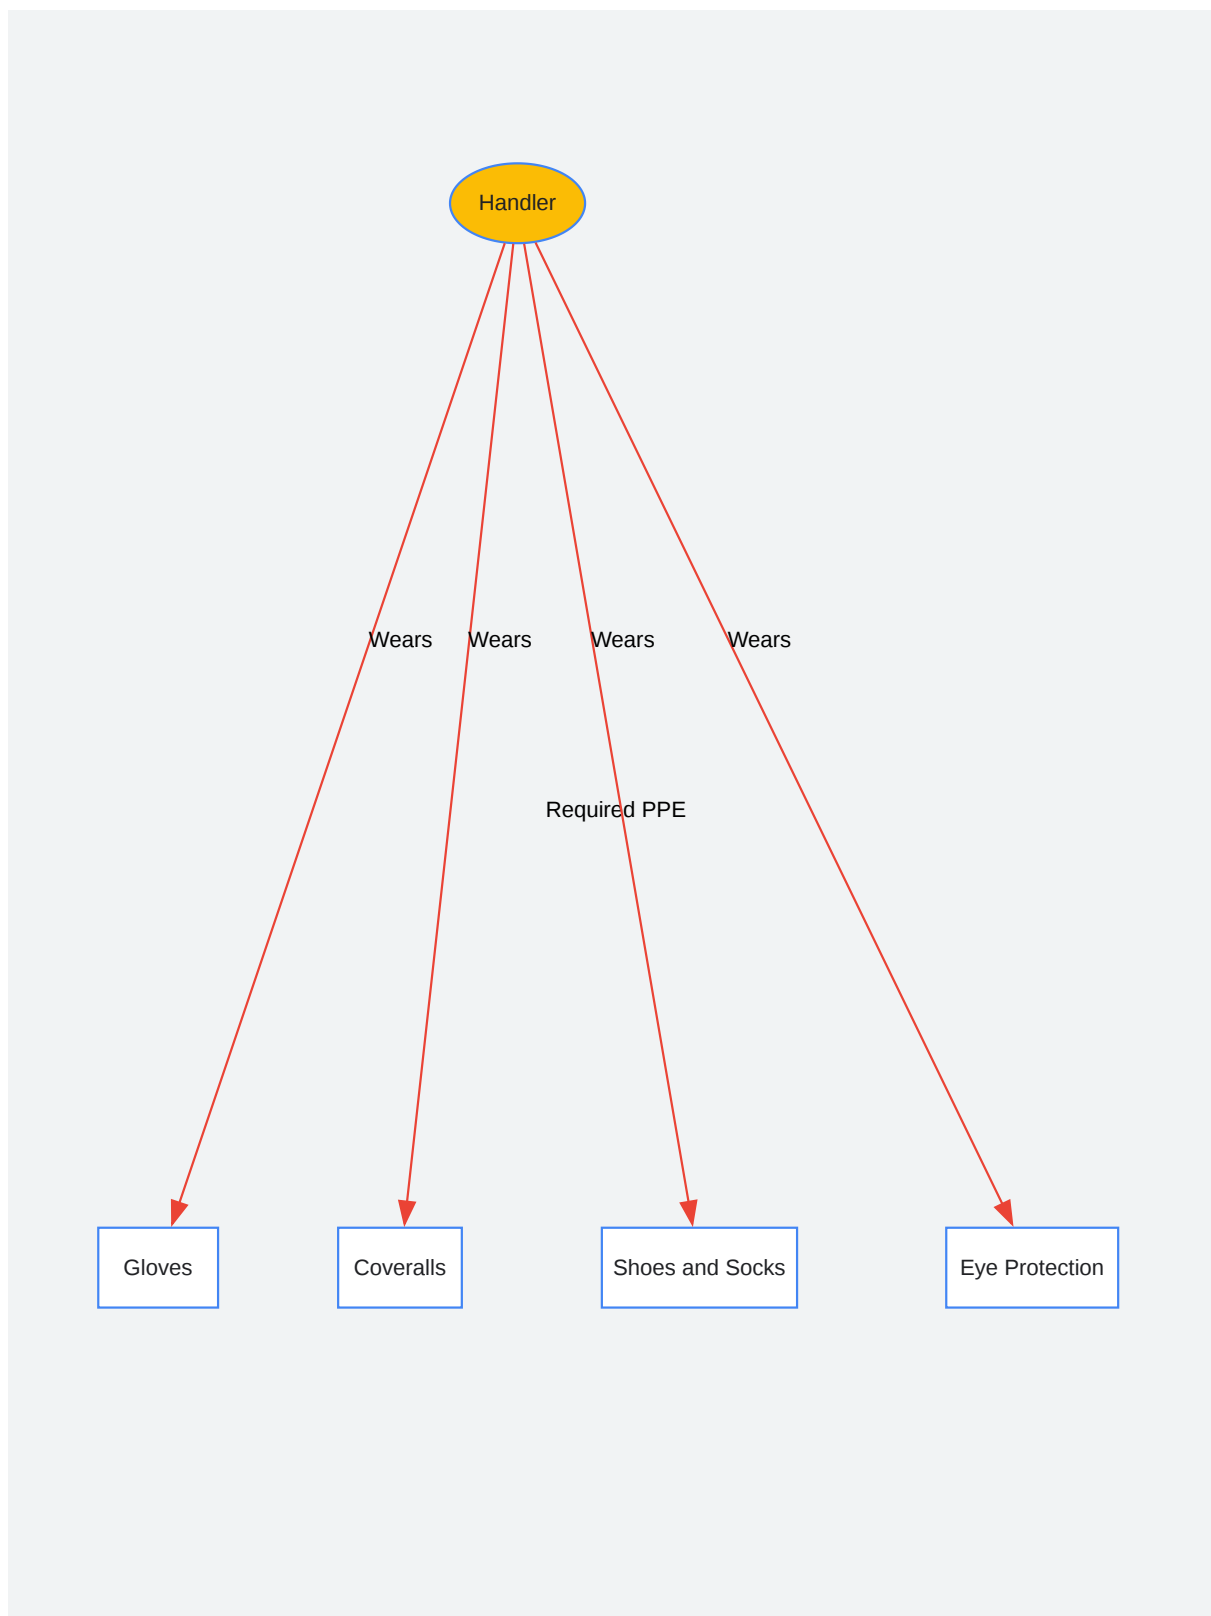 Handler
Wears
Wears
Wears
Wears
Required PPE
Gloves
Coveralls
Shoes and Socks
Eye Protection